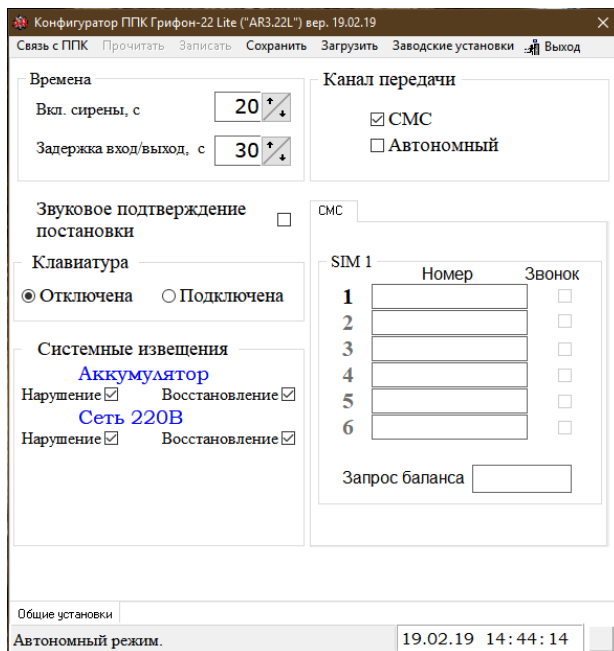 Конфигуратор ППК Грифон-22 Lite ("AR3.22L") вер. 19.02.19
Связь с ППК Прочитать Записать Сохранить Загрузить Заводские установки Выход
Времена
Вкл. сирены, с 20
Задержка вход/выход, с 30
Канал передачи
СМС
Автономный
Звуковое подтверждение
постановки
Клавиатура
Отключена Подключена
Системные извещения
Аккумулятор
Нарушение Восстановление
Сеть 220В
Нарушение Восстановление
СМС
SIM 1
Номер Звонок
1
2
3
4
5
6
Запрос баланса
Общие установки
Автономный режим. 19.02.19 14:44:14